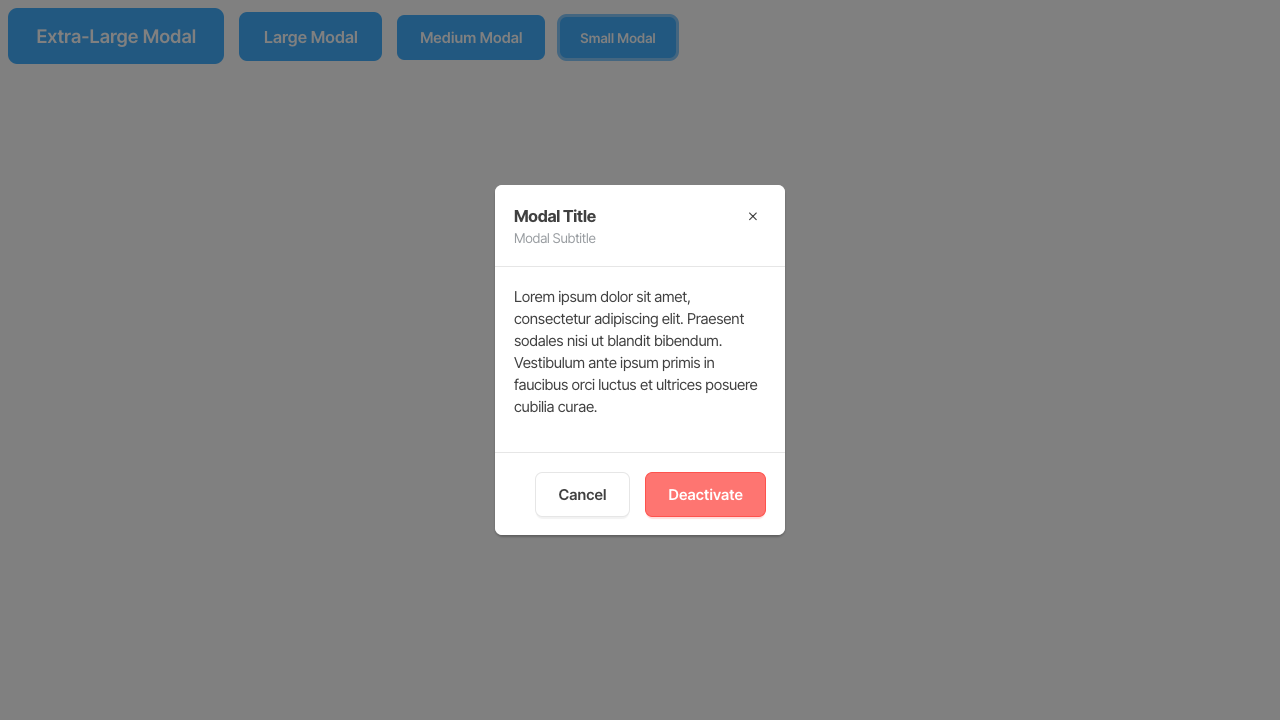 Extra-Large Modal
Large Modal
Medium Modal
Small Modal
Modal Title
Modal Subtitle
Lorem ipsum dolor sit amet,
consectetur adipiscing elit. Praesent
sodales nisi ut blandit bibendum.
Vestibulum ante ipsum primis in
faucibus orci luctus et ultrices posuere
cubilia curae.
Cancel
Deactivate